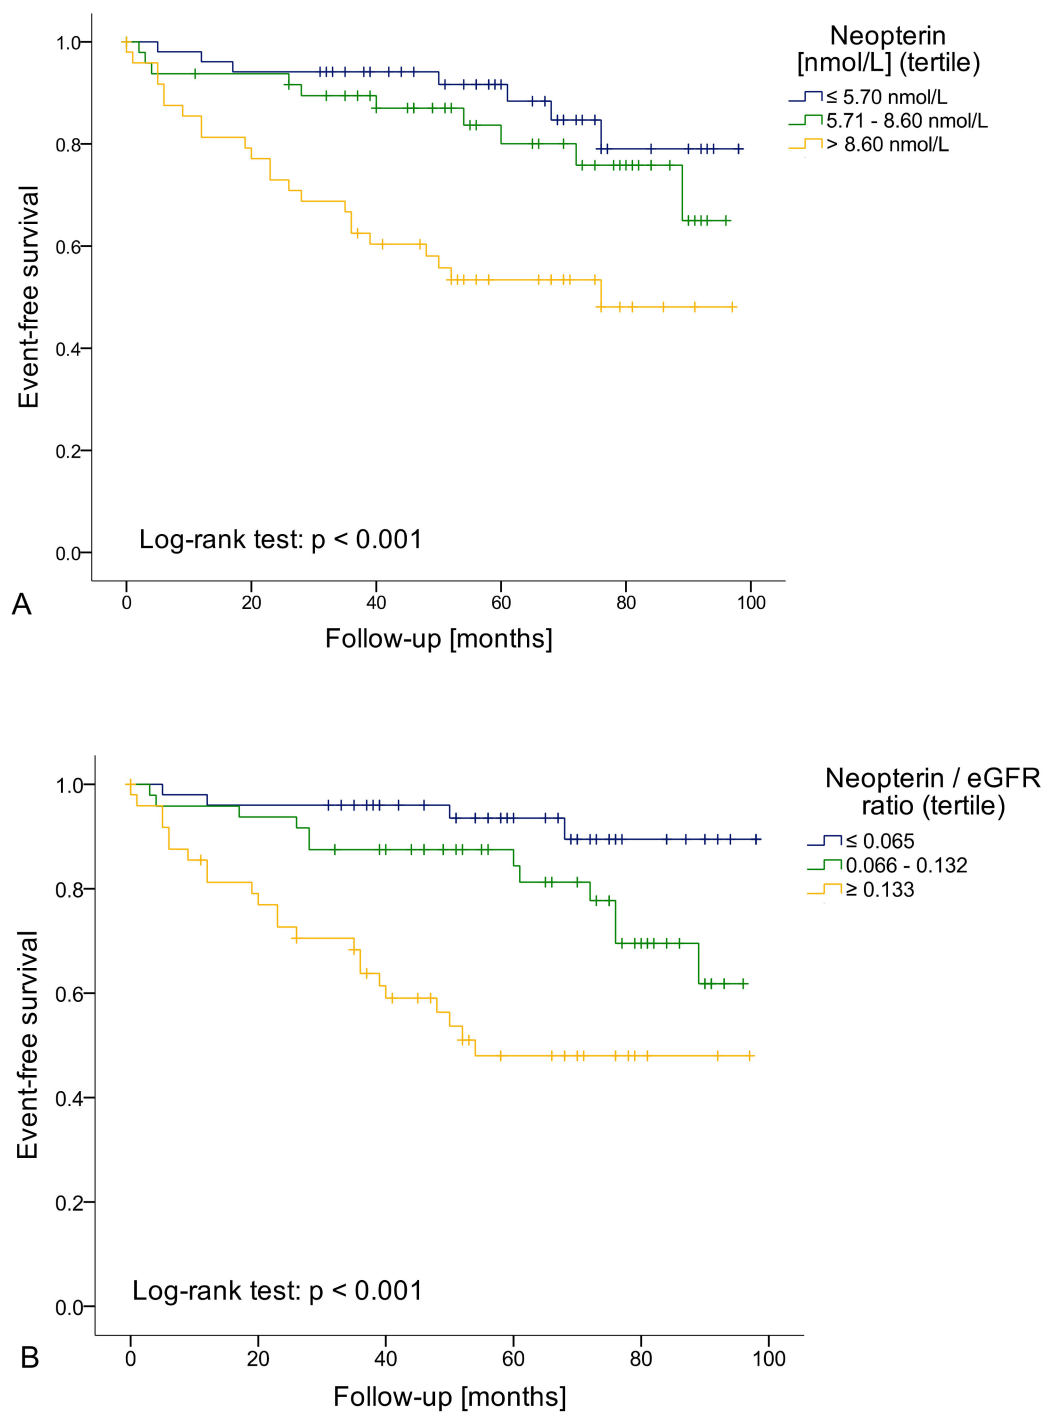 Neopterin
[nmol/L] (tertile)
≤ 5.70 nmol/L
5.71 - 8.60 nmol/L
> 8.60 nmol/L
1.0
0.8
0.6
0.4
0.2
0.0
Event-free survival
Log-rank test: p < 0.001
0 20 40 60 80 100
A
Follow-up [months]
Neopterin / eGFR
ratio (tertile)
≤ 0.065
0.066 - 0.132
≥ 0.133
1.0
0.8
0.6
0.4
0.2
0.0
Event-free survival
Log-rank test: p < 0.001
0 20 40 60 80 100
B
Follow-up [months]